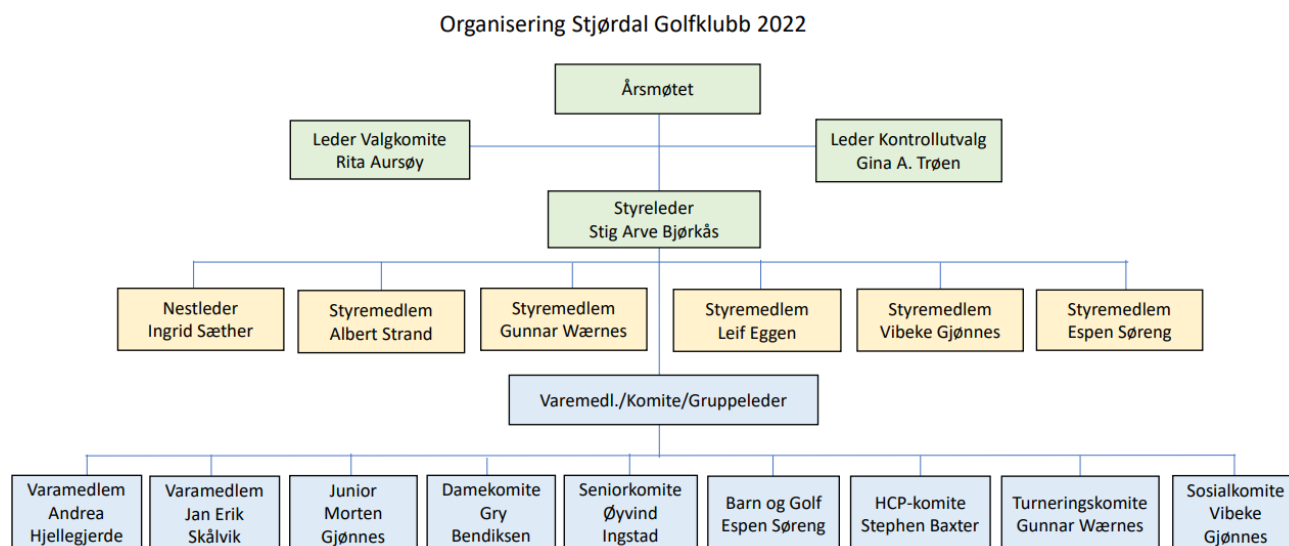 Organisering Stjørdal Golfklubb 2022
Årsmøtet
Leder Valgkomite
Rita Aursøy
Leder Kontrollutvalg
Gina A. Trøen
Styreleder
Stig Arve Bjørkås
Nestleder
Ingrid Sæther
Styremedlem
Albert Strand
Styremedlem
Gunnar Wærnes
Styremedlem
Leif Eggen
Styremedlem
Vibeke Gjønnes
Styremedlem
Espen Søreng
Varemedl./Komite/Gruppeleder
Varamedlem
Andrea
Hjellegjerde
Varamedlem
Jan Erik
Skålvik
Junior
Morten
Gjønnes
Damekomite
Gry
Bendiksen
Seniorkomite
Øyvind
Ingstad
Barn og Golf
Espen Søreng
HCP-komite
Stephen Baxter
Turneringskomite
Gunnar Wærnes
Sosialkomite
Vibeke
Gjønnes